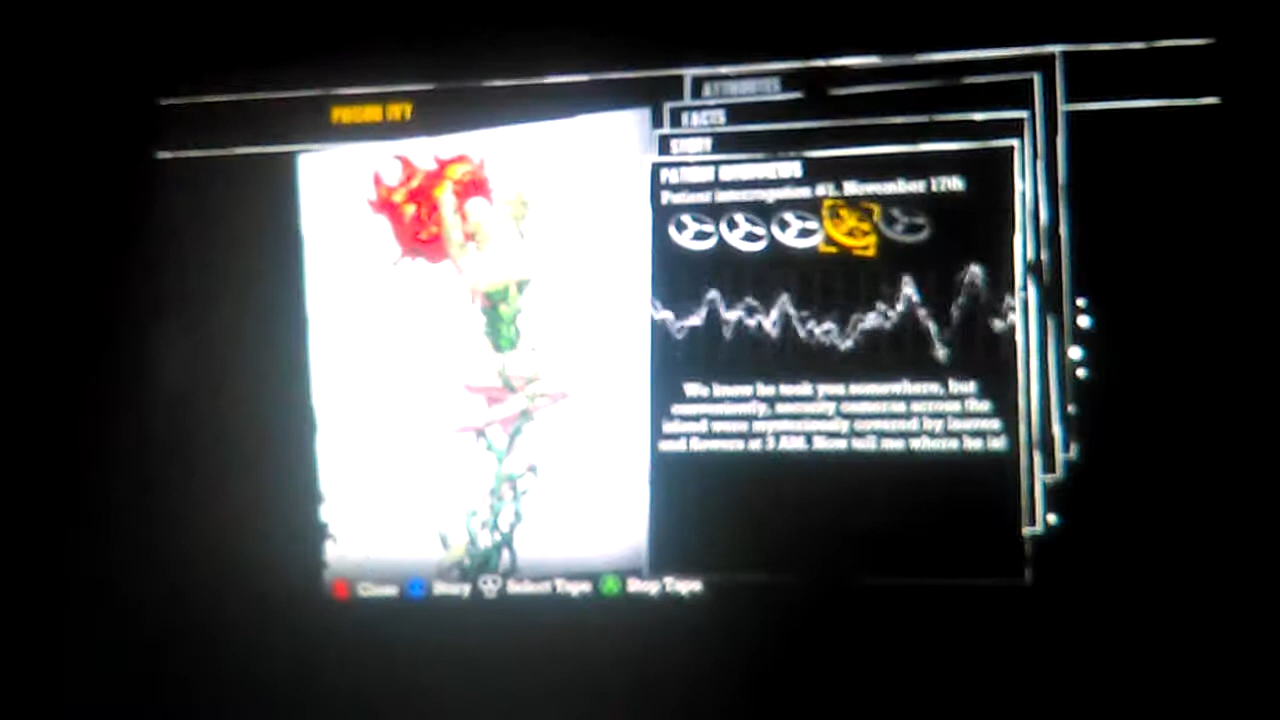 POISON IVY
ATTRIBUTES
FACTS
STORY
PATIENT INTERVIEWS
Patient interrogation #1. November 17th
We know he took you somewhere, but
conveniently, security cameras across the
island were mysteriously covered by leaves
and flowers at 3 AM. Now tell me where he is!
Close Story Select Tape Stop Tape